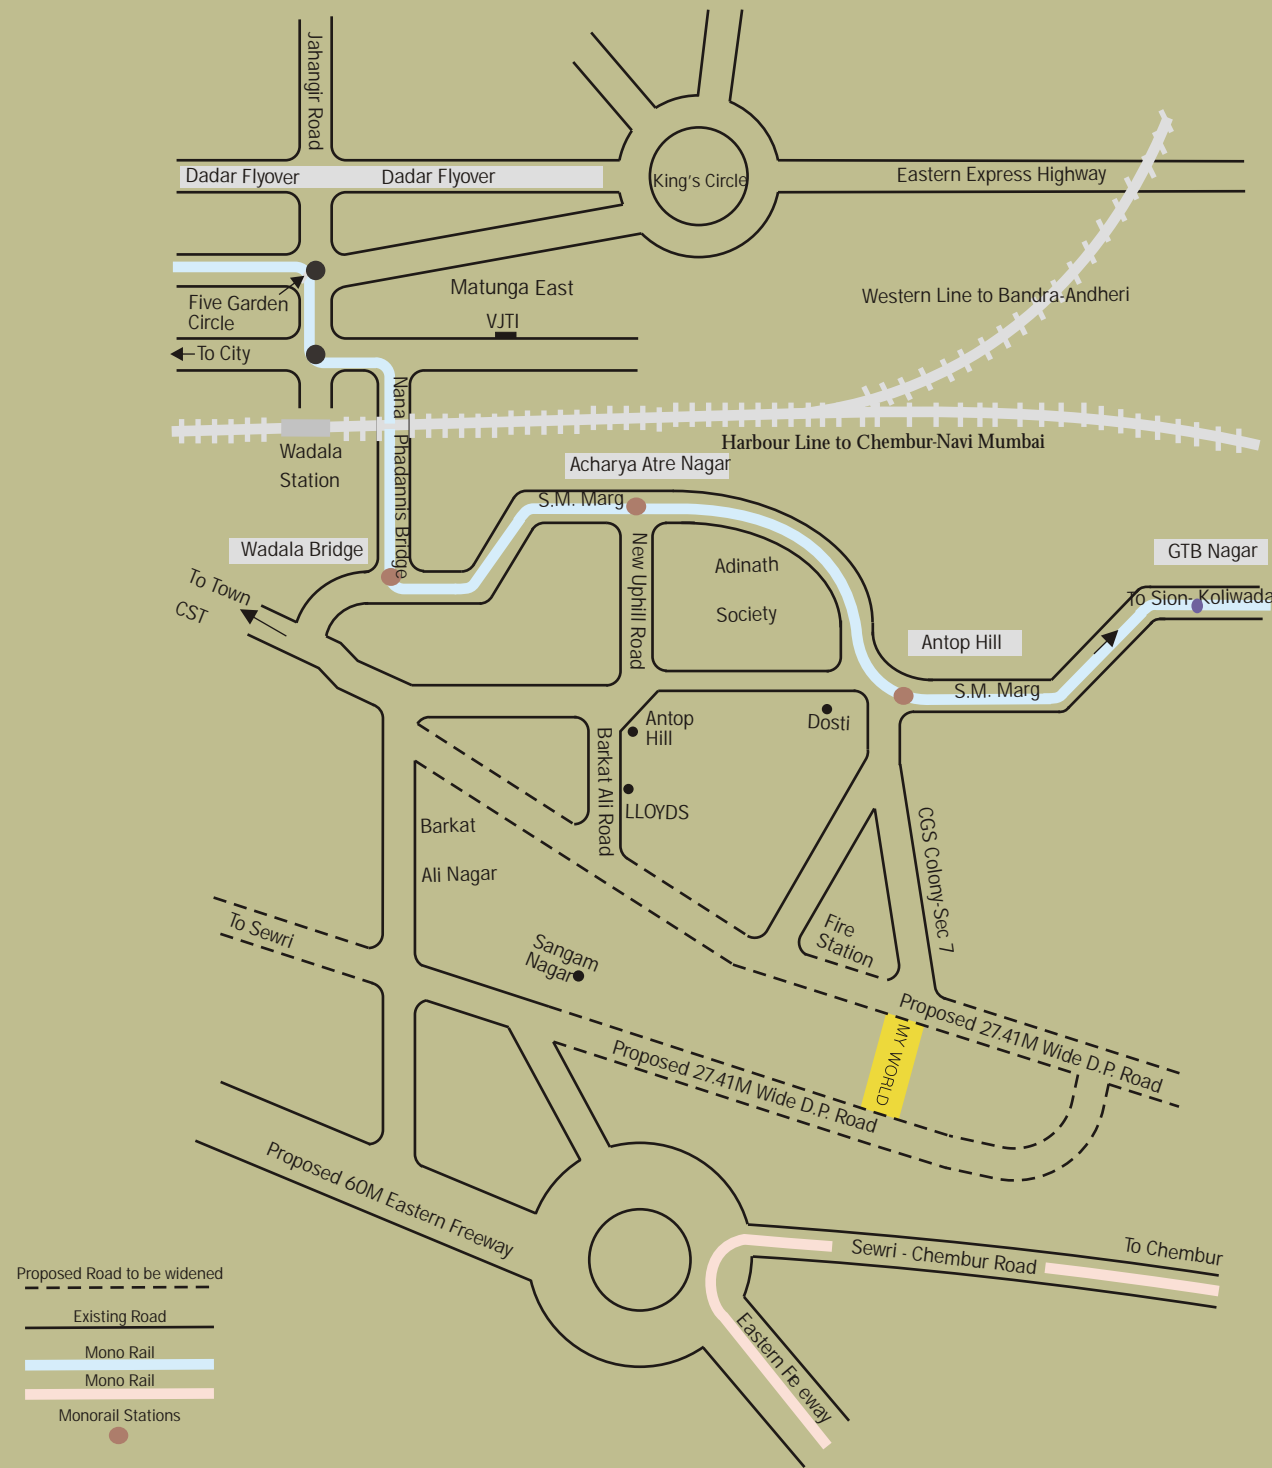 Jahangir Road
Dadar Flyover
Dadar Flyover
King's Circle
Eastern Express Highway
Matunga East
Western Line to Bandra-Andheri
Five Garden
Circle
VJTI
To City
Nana Phadannis Bridge
Harbour Line to Chembur-Navi Mumbai
Wadala
Station
Acharya Atre Nagar
S.M. Marg
Wadala Bridge
New Uphill Road
Adinath
Society
GTB Nagar
To Sion- Koliwada
To Town
CST
Antop Hill
S.M. Marg
Antop
Hill
Dosti
Barkat Ali Road
LLOYDS
Barkat
Ali Nagar
CGS Colony-Sec 7
To Sewri
Fire
Station
Sangam
Nagar
Proposed 27.41M Wide D.P. Road
MY WORLD
Proposed 27.41M Wide D.P. Road
Proposed 60M Eastern Freeway
Sewri - Chembur Road
To Chembur
Eastern Fe eway
Proposed Road to be widened
Existing Road
Mono Rail
Mono Rail
Monorail Stations